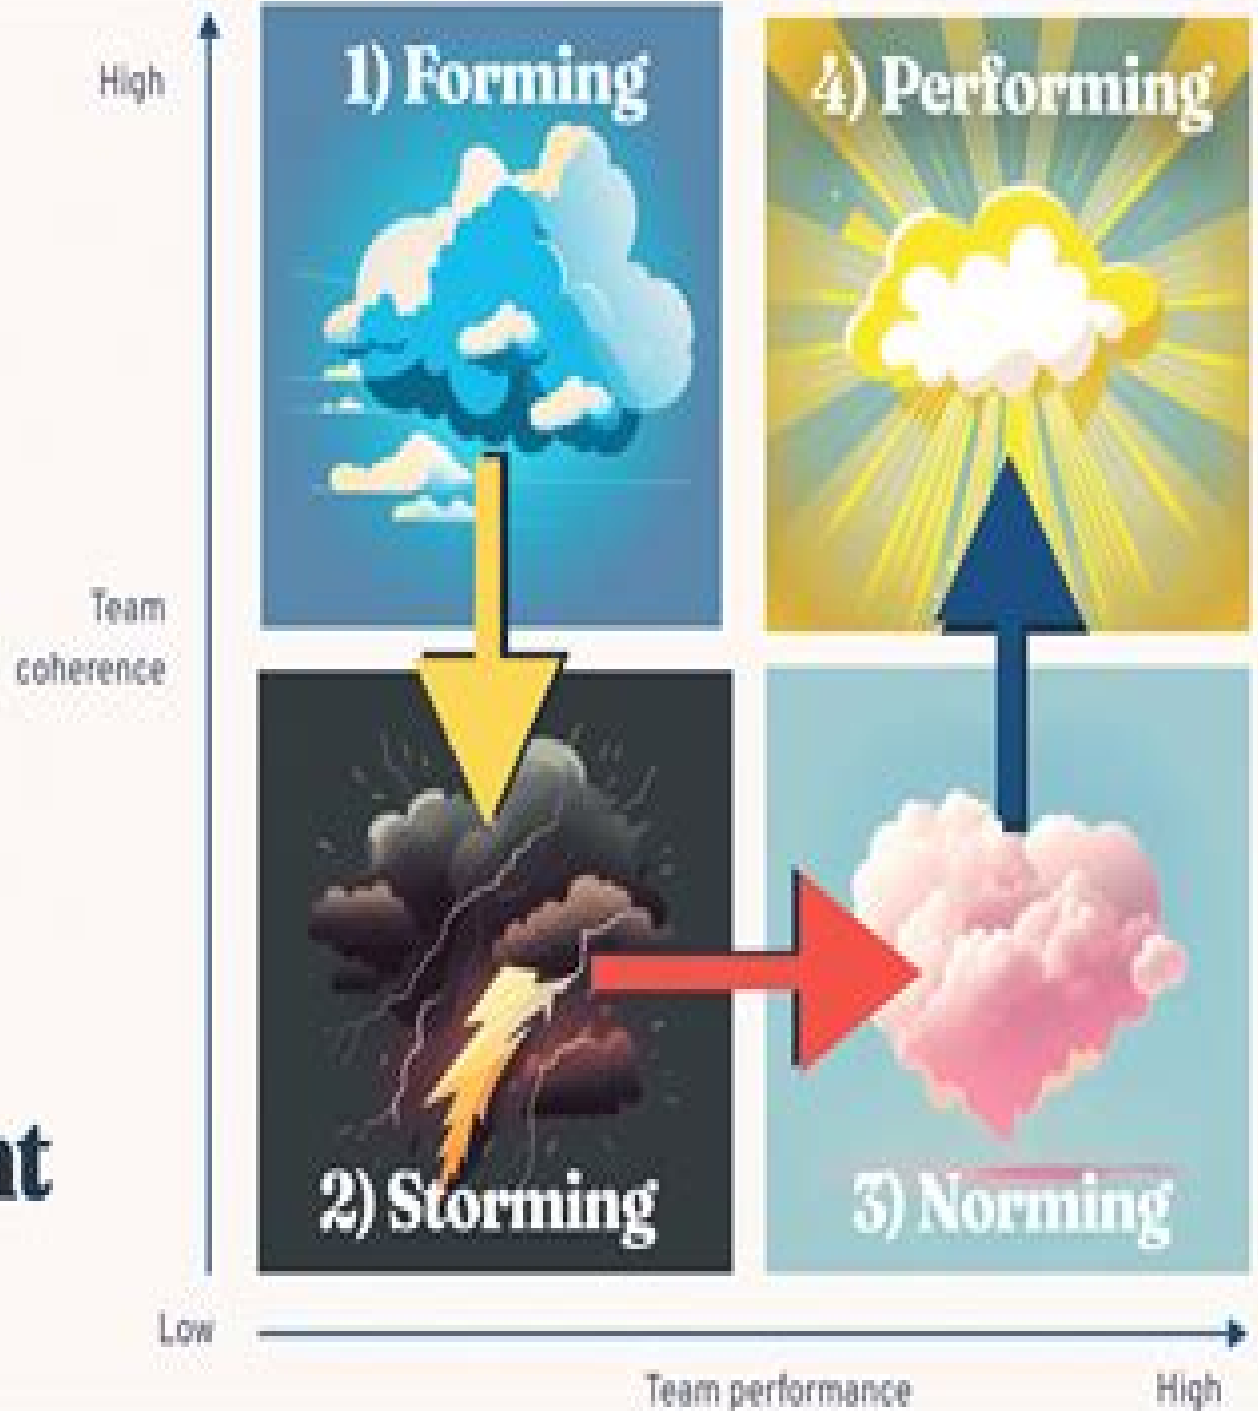 High
1) Forming
4) Performing
Team
coherence
2) Storming
3) Norming
Low
Team performance
High